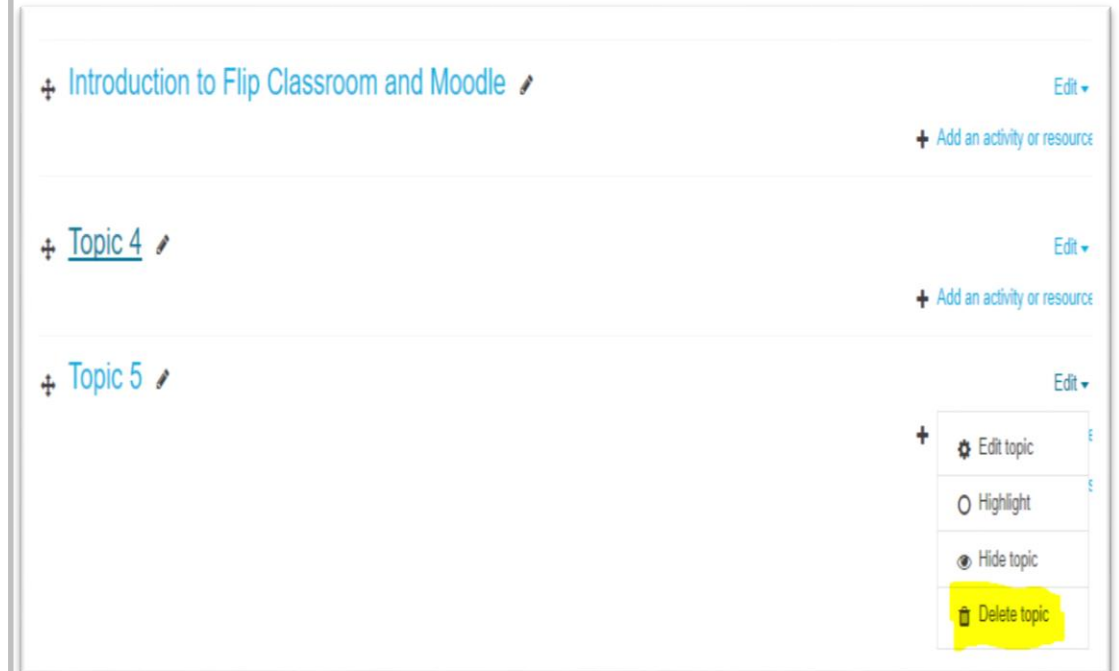 Introduction to Flip Classroom and Moodle
Edit
Add an activity or resource
Topic 4
Edit
Add an activity or resource
Topic 5
Edit
Edit topic
Highlight
Hide topic
Delete topic